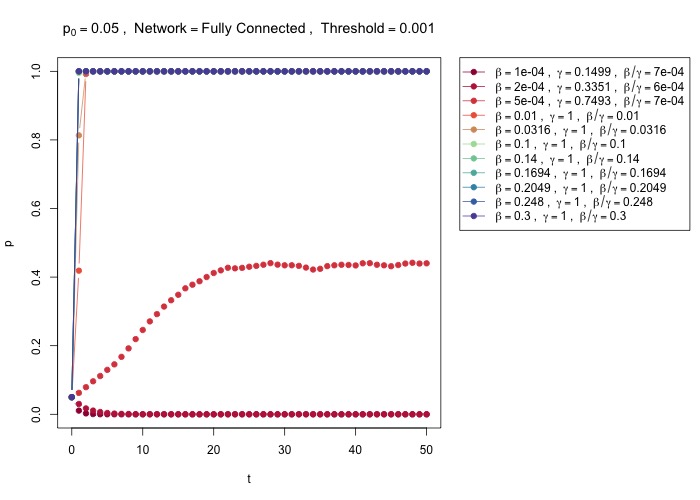 p0 = 0.05 , Network = Fully Connected , Threshold = 0.001
1.0
0.8
0.6
0.4
0.2
0.0
p
0 10 20 30 40 50
t
β = 1e-04 , γ = 0.1499 , β/γ = 7e-04
β = 2e-04 , γ = 0.3351 , β/γ = 6e-04
β = 5e-04 , γ = 0.7493 , β/γ = 7e-04
β = 0.01 , γ = 1 , β/γ = 0.01
β = 0.0316 , γ = 1 , β/γ = 0.0316
β = 0.1 , γ = 1 , β/γ = 0.1
β = 0.14 , γ = 1 , β/γ = 0.14
β = 0.1694 , γ = 1 , β/γ = 0.1694
β = 0.2049 , γ = 1 , β/γ = 0.2049
β = 0.248 , γ = 1 , β/γ = 0.248
β = 0.3 , γ = 1 , β/γ = 0.3